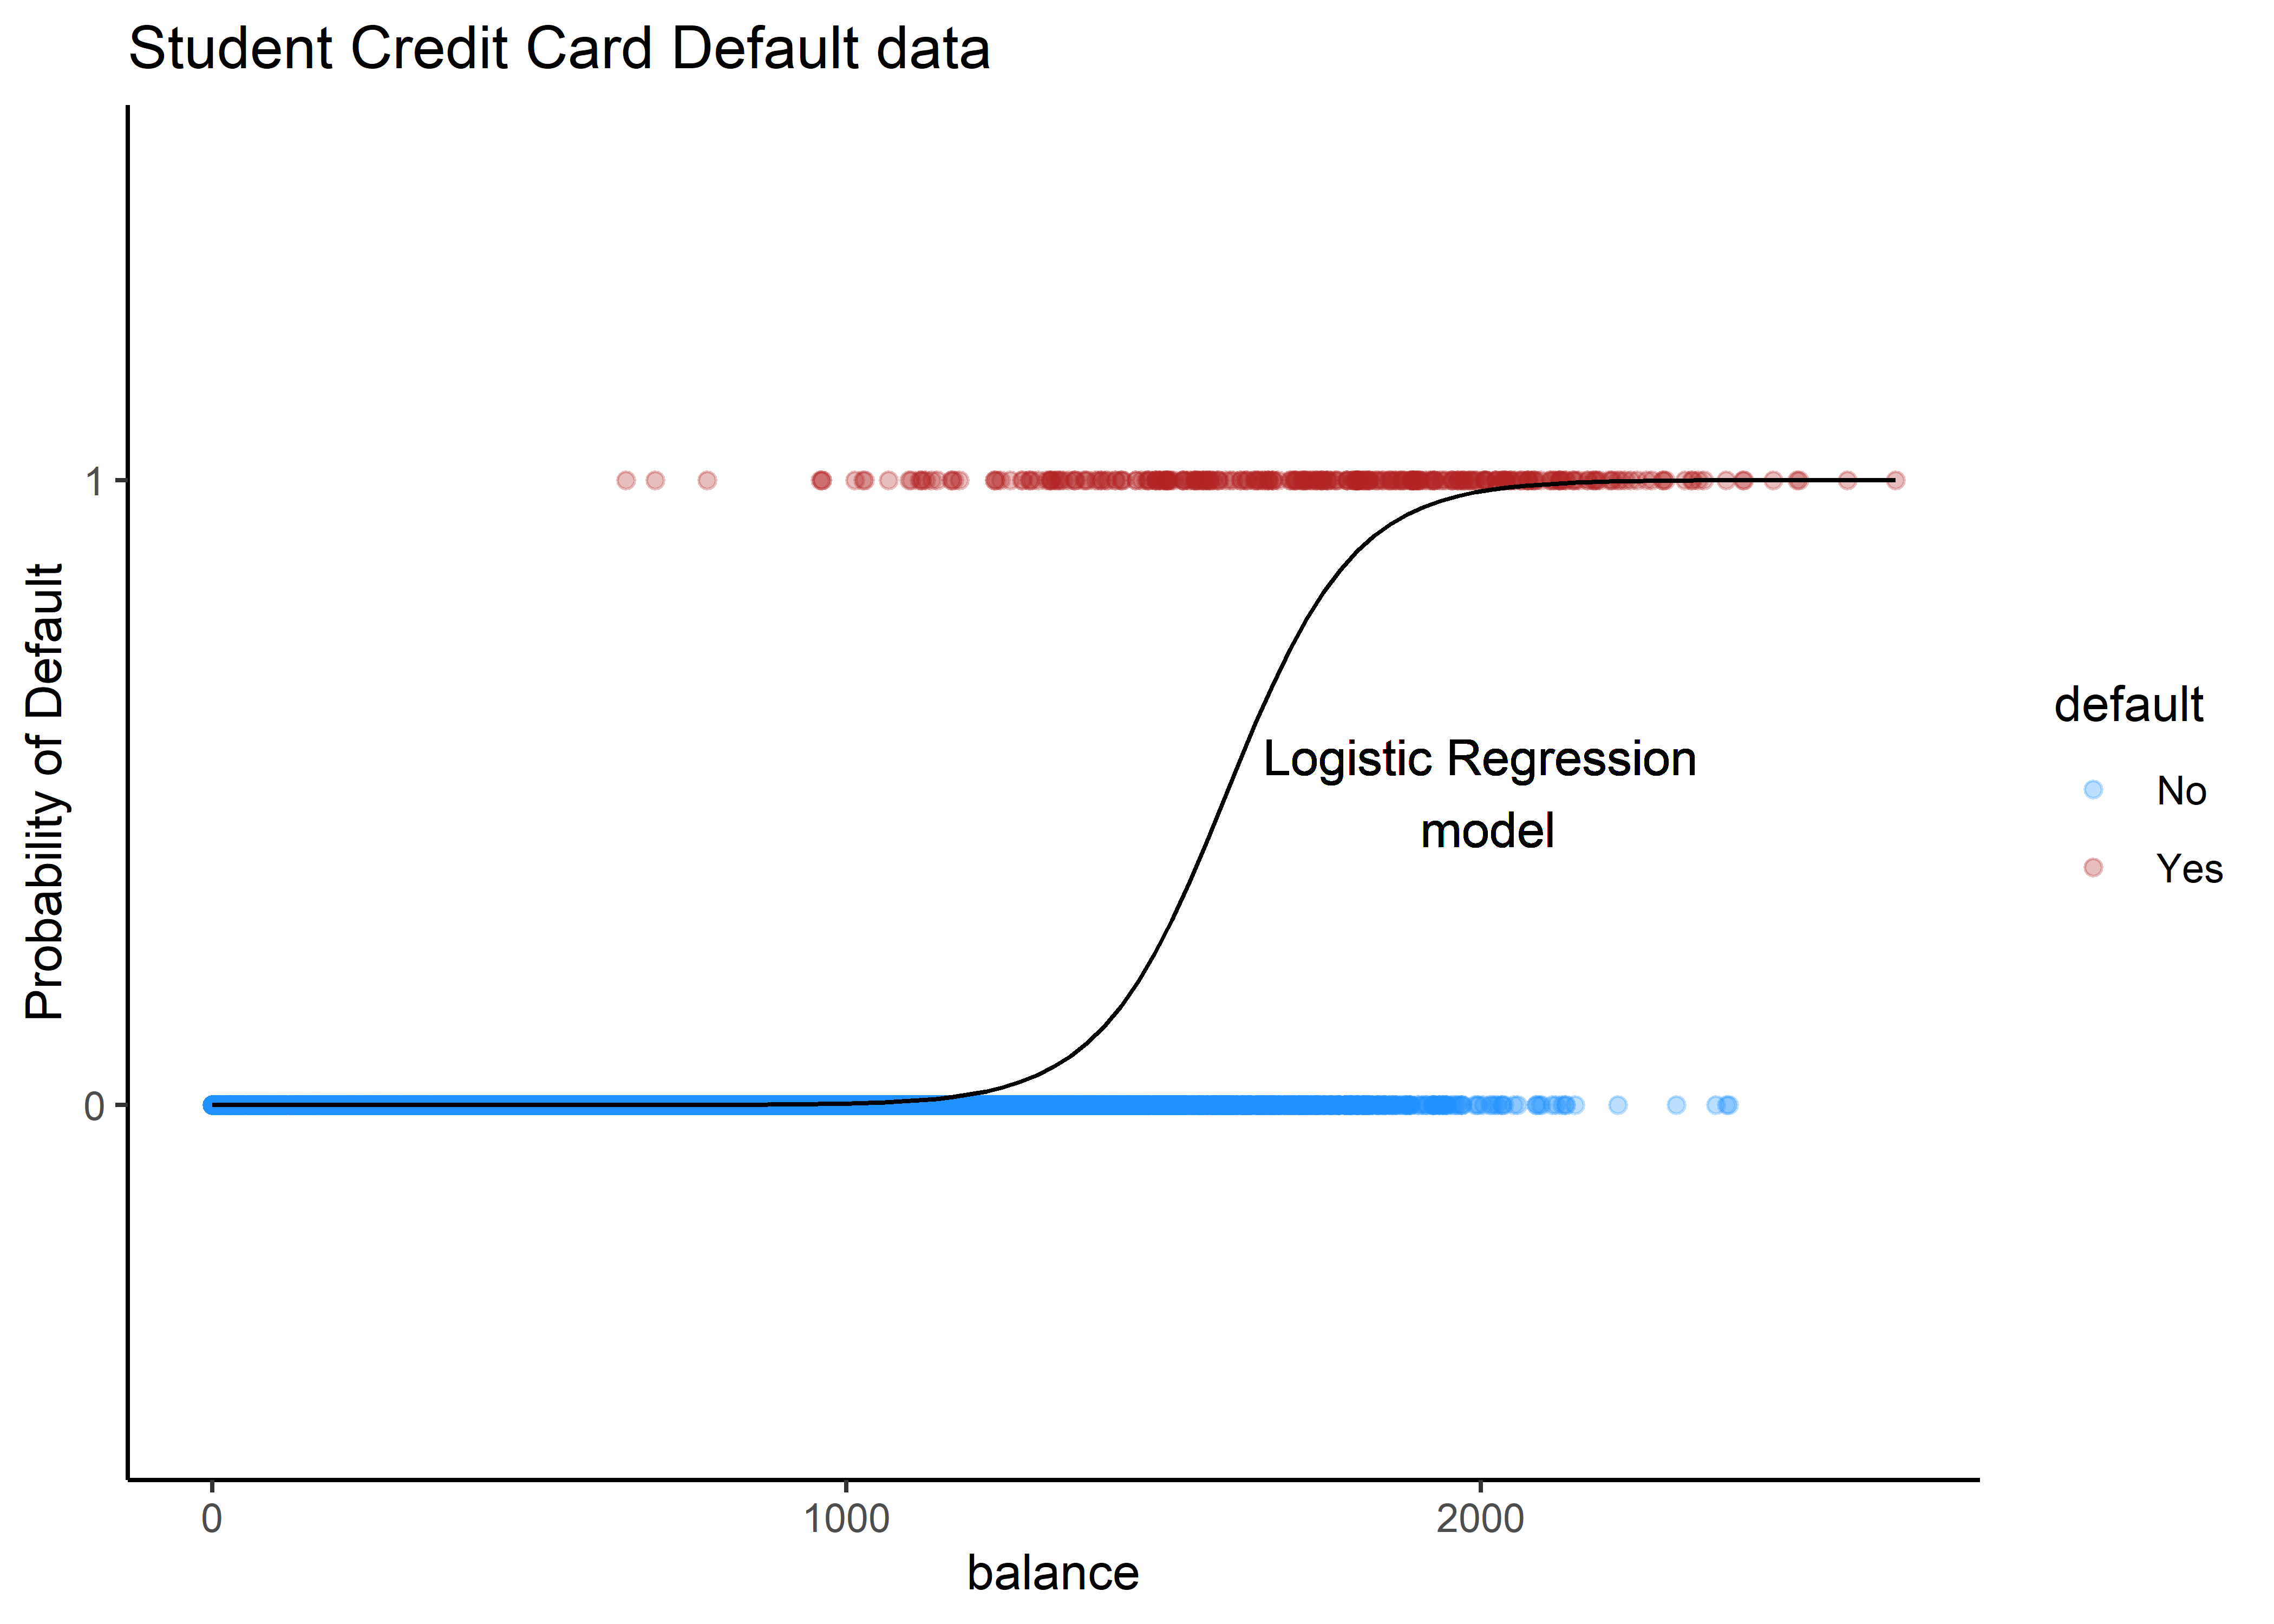 Student Credit Card Default data
Probability of Default
1
0
Logistic Regression
model
0
1000
2000
balance
default
No
Yes